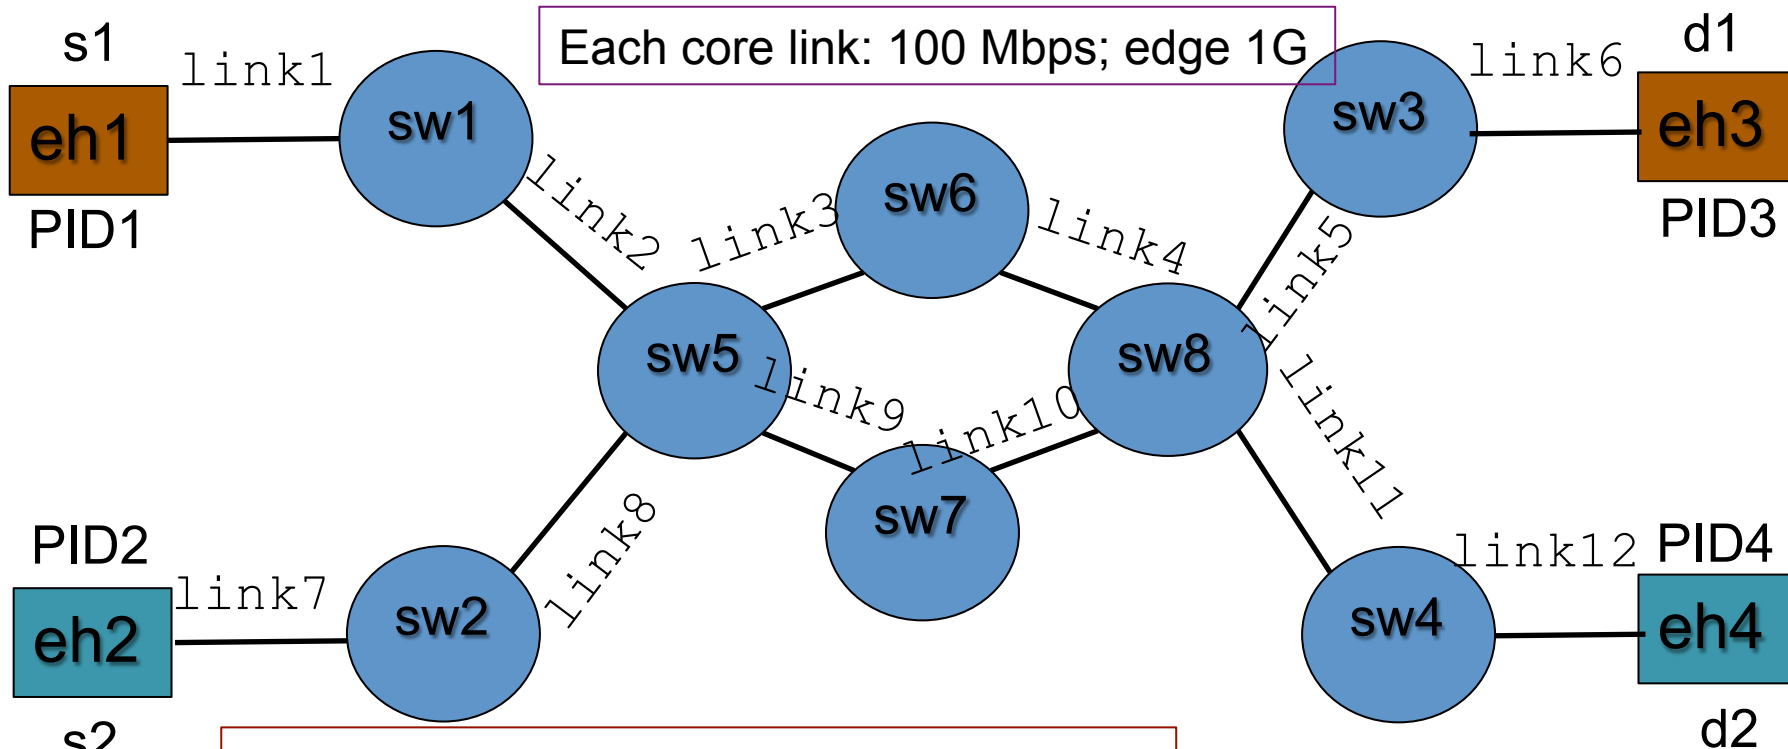 s1
Each core link: 100 Mbps; edge 1G
d1
link1
link6
eh1
sw1
sw3
eh3
PID1
link2
link3
sw6
link4
link5
PID3
sw5
sw8
link9
link10
link11
PID2
link8
sw7
link12
PID4
link7
eh2
sw2
sw4
eh4
s2
d2